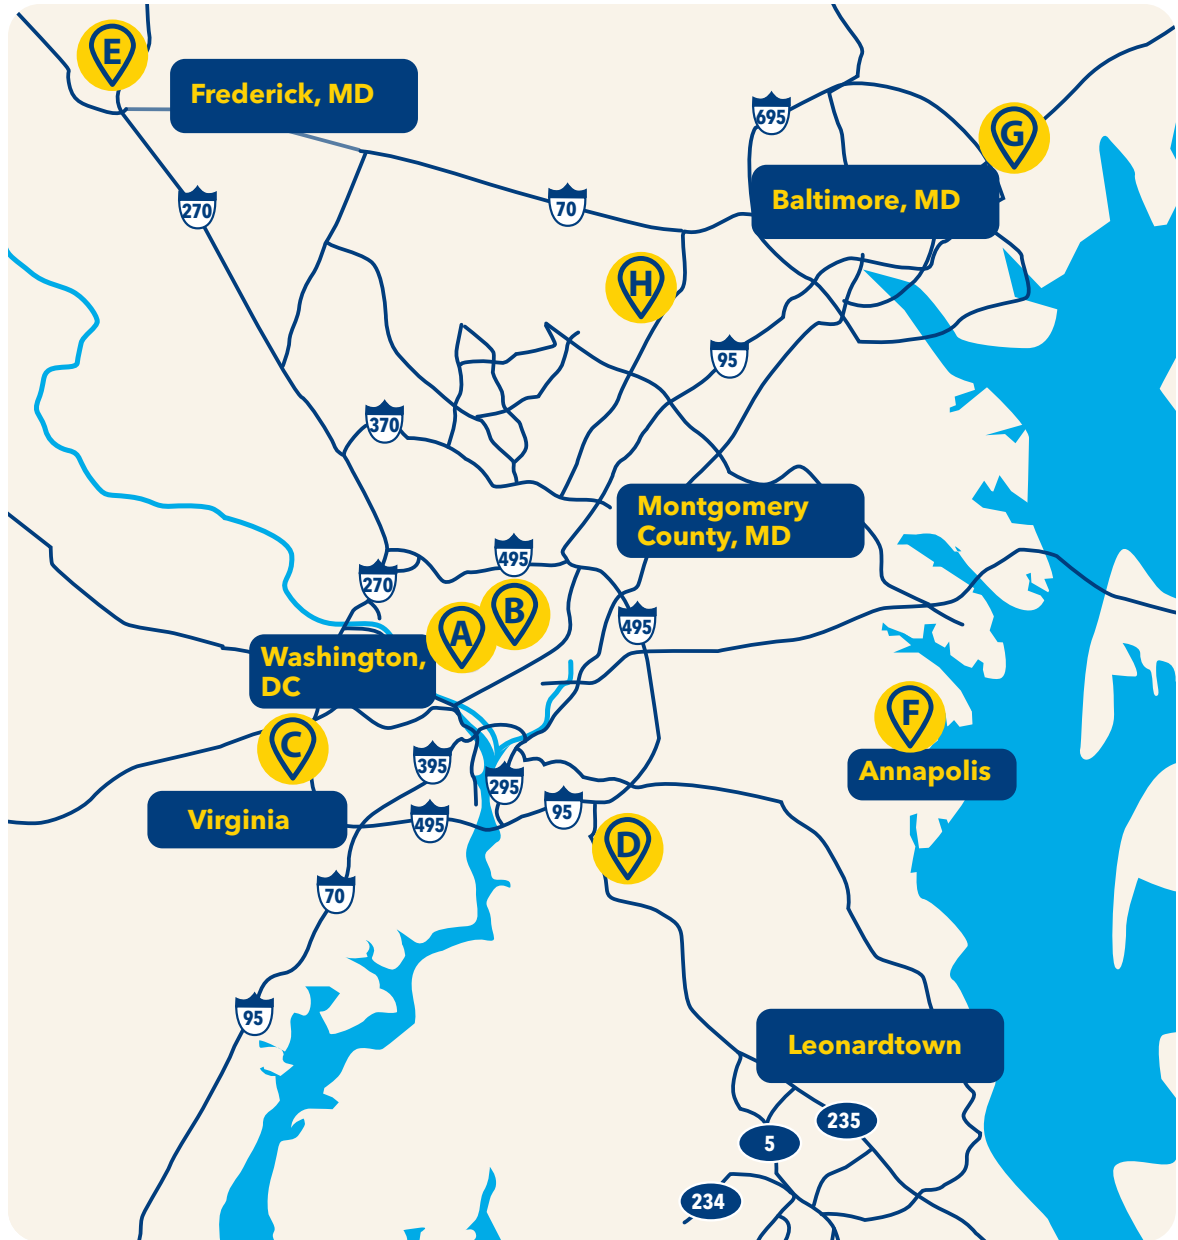 E
Frederick, MD
695
G
Baltimore, MD
270
70
H
95
370
Montgomery
County, MD
495
270
B
A
495
Washington,
DC
F
C
395
Annapolis
295
95
Virginia
495
D
70
95
Leonardtown
235
5
234